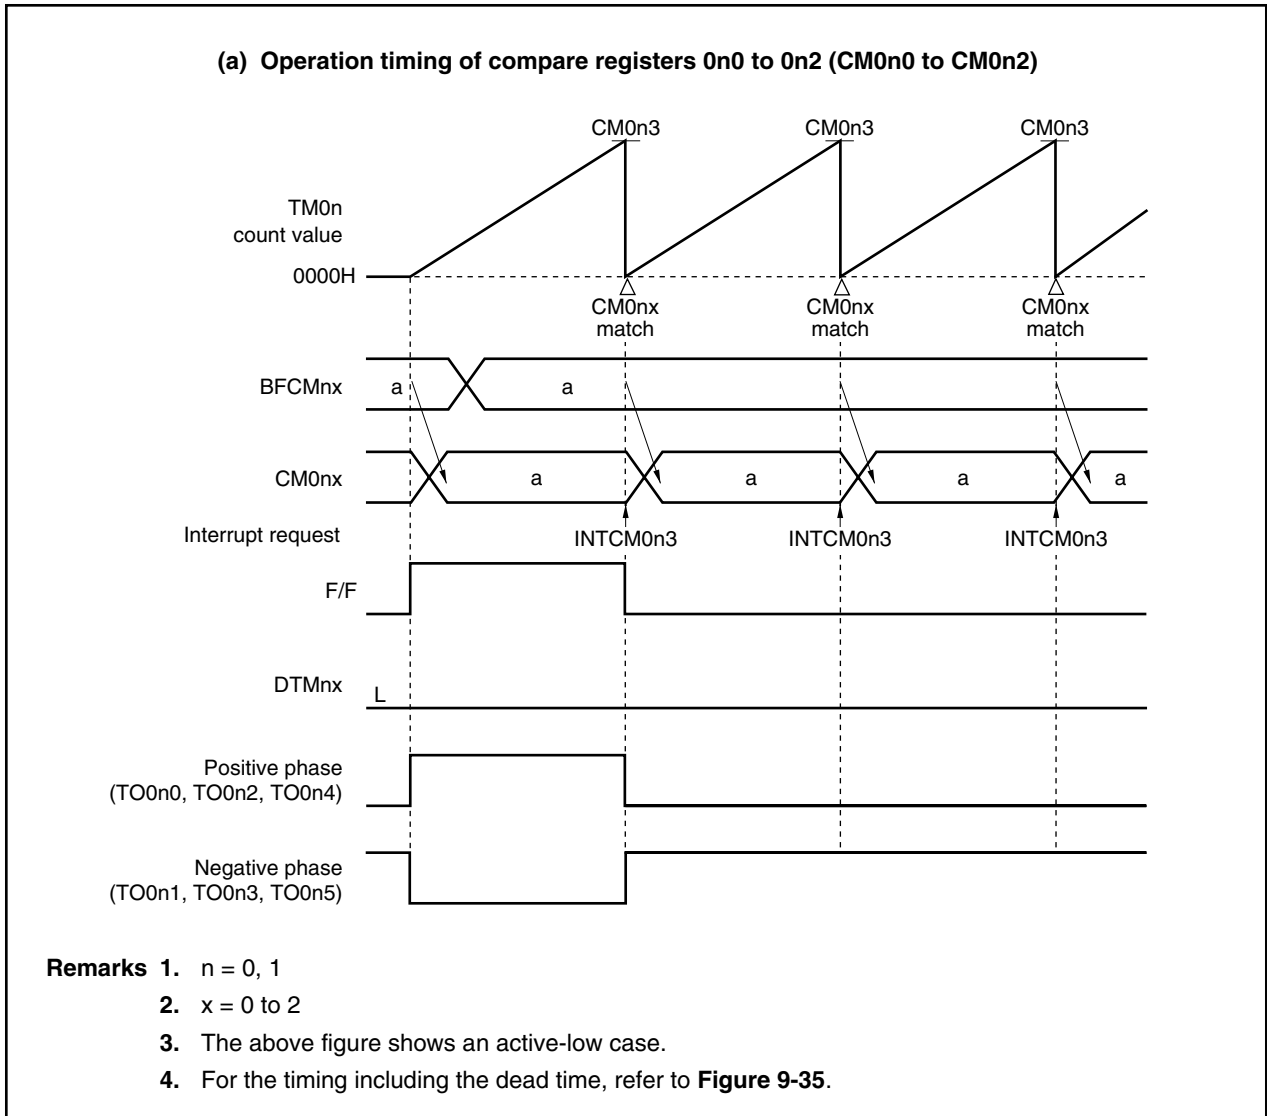 (a) Operation timing of compare registers 0n0 to 0n2 (CM0n0 to CM0n2)
CM0n3 CM0n3 CM0n3
TM0n
count value
0000H
CM0nx CM0nx CM0nx
match match match
BFCMnx a a
CM0nx a a a a
Interrupt request INTCM0n3 INTCM0n3 INTCM0n3
F/F
DTMnx L
Positive phase
(TO0n0, TO0n2, TO0n4)
Negative phase
(TO0n1, TO0n3, TO0n5)
Remarks 1. n = 0, 1
2. x = 0 to 2
3. The above figure shows an active-low case.
4. For the timing including the dead time, refer to Figure 9-35.